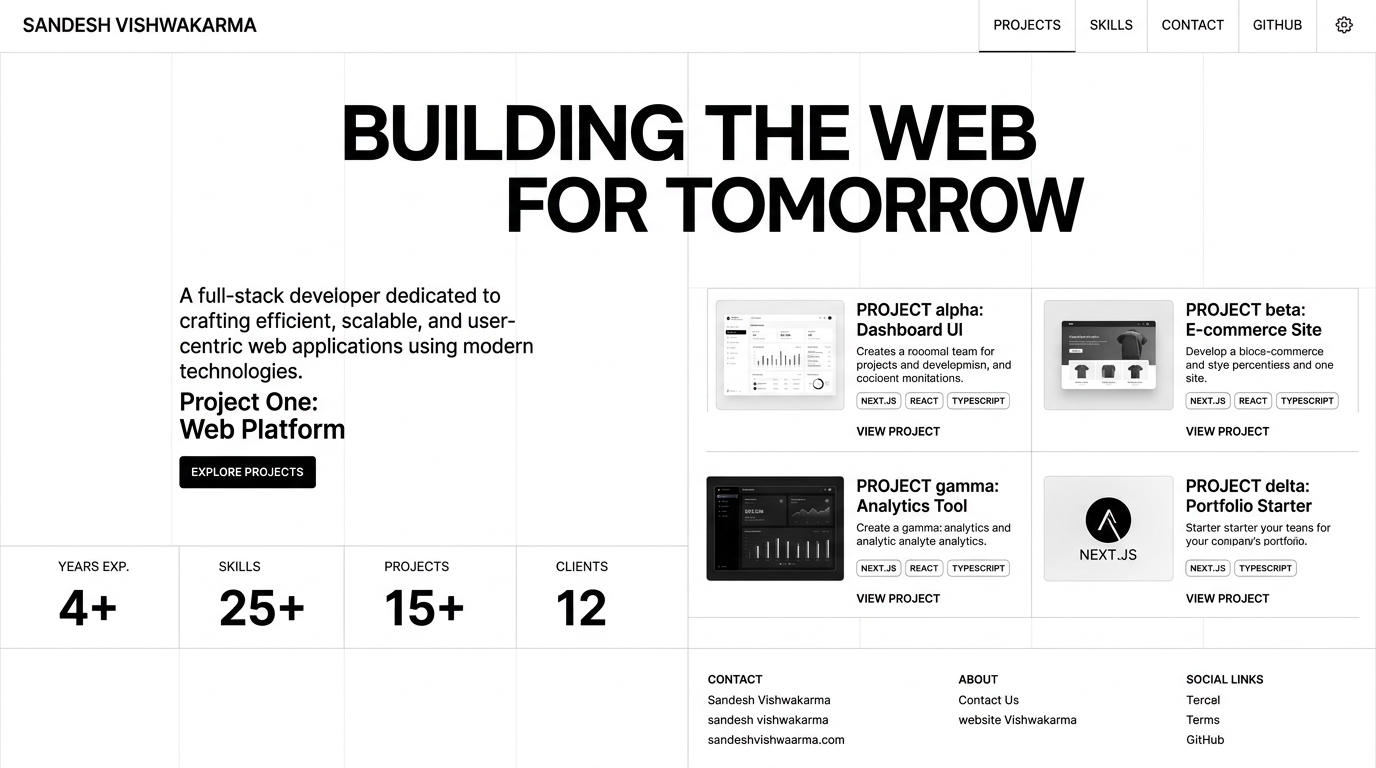 SANDESH VISHWAKARMA
PROJECTS
SKILLS
CONTACT
GITHUB
BUILDING THE WEB
FOR TOMORROW
A full-stack developer dedicated to
crafting efficient, scalable, and user-
centric web applications using modern
technologies.
Project One:
Web Platform
EXPLORE PROJECTS
YEARS EXP.
4+
SKILLS
25+
PROJECTS
15+
CLIENTS
12
PROJECT alpha:
Dashboard UI
Creates a rooomal team for
projects and developmisn, and
cocioent monitations.
NEXT.JS REACT TYPESCRIPT
VIEW PROJECT
PROJECT beta:
E-commerce Site
Develop a bioce-commerce
and stye percentiess and one
site.
NEXT.JS REACT TYPESCRIPT
VIEW PROJECT
PROJECT gamma:
Analytics Tool
Create a gamma: analytics and
analytic analyte analytics.
NEXT.JS REACT TYPESCRIPT
VIEW PROJECT
NEXT.JS
PROJECT delta:
Portfolio Starter
Starter starter your teans for
your company's portfolio.
NEXT.JS TYPESCRIPT
VIEW PROJECT
CONTACT
Sandesh Vishwakarma
sandesh vishwakarma
sandeshvishwaarma.com
ABOUT
Contact Us
website Vishwakarma
SOCIAL LINKS
Tercel
Terms
GitHub